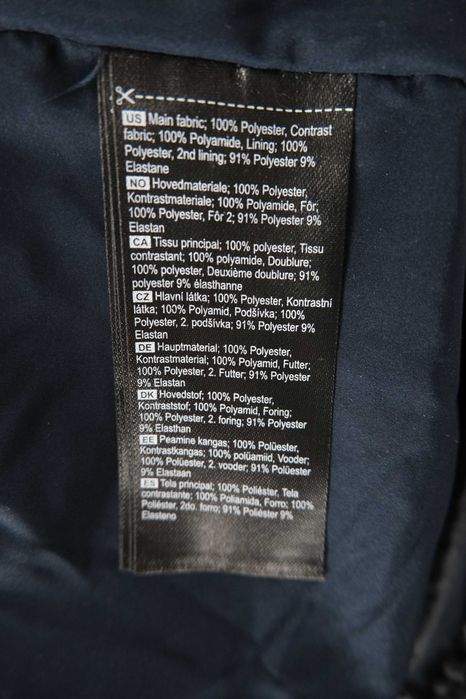 US Main fabric; 100% Polyester, Contrast
fabric; 100% Polyamide, Lining; 100%
Polyester, 2nd lining; 91% Polyester 9%
Elastane
NO Hovedmateriale; 100% Polyester,
Kontrastmateriale; 100% Polyamide, Fôr;
100% Polyester, Fôr 2; 91% Polyester 9%
Elastan
CA Tissu principal; 100% polyester, Tissu
contrastant; 100% polyamide, Doublure;
100% polyester, Deuxième doublure; 91%
polyester 9% élasthanne
CZ Hlavní látka; 100% Polyester, Kontrastní
látka; 100% Polyamid, Podšívka; 100%
Polyester, 2. podšívka; 91% Polyester 9%
Elastan
DE Hauptmaterial; 100% Polyester,
Kontrastmaterial; 100% Polyamid, Futter;
100% Polyester, 2. Futter; 91% Polyester
9% Elastan
DK Hovedstof; 100% Polyester,
Kontraststof; 100% Polyamid, Foring;
100% Polyester, 2. foring; 91% Polyester
9% Elasthan
EE Peamine kangas; 100% Polüester,
Kontrastkangas; 100% polüamiid, Vooder;
100% Polüester, 2. vooder; 91% Polüester
9% Elastaan
ES Tela principal; 100% Poliéster, Tela
contrastante; 100% Poliamida, Forro; 100%
Poliéster, 2do. forro; 91% Poliéster 9%
Elasteno